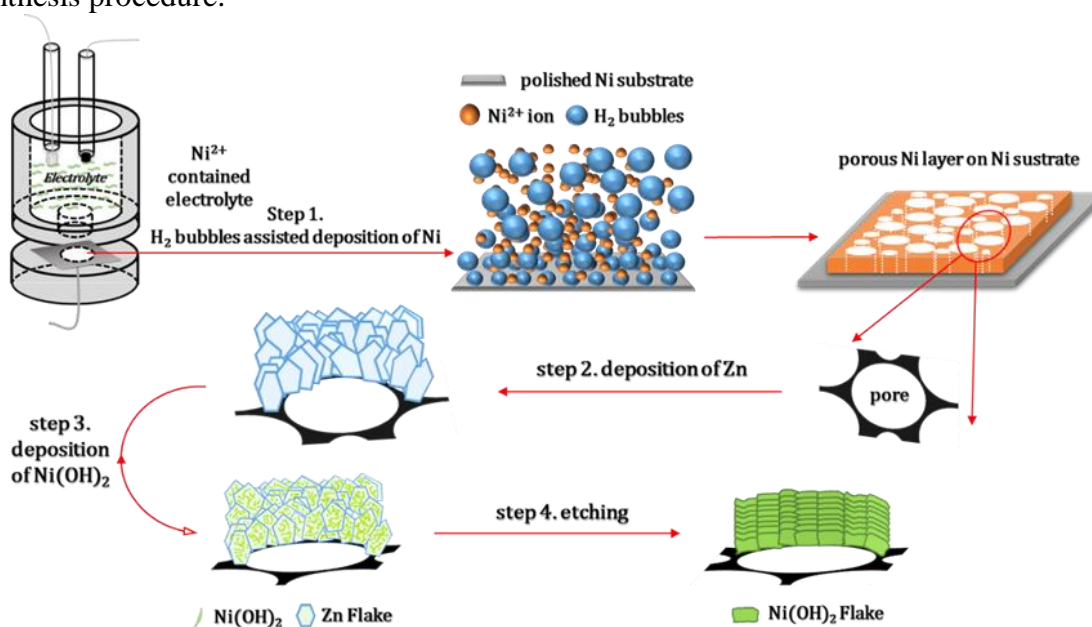 nthesis procedure.
polished Ni substrate
Ni²⁺ ion H₂ bubbles
Electrolyte
Ni²⁺
contained
electrolyte
Step 1.
H₂ bubbles assisted deposition of Ni
porous Ni layer on Ni sustrate
step 2. deposition of Zn
pore
step 3.
deposition
of Ni(OH)₂
step 4. etching
Ni(OH)₂ Zn Flake
Ni(OH)₂ Flake